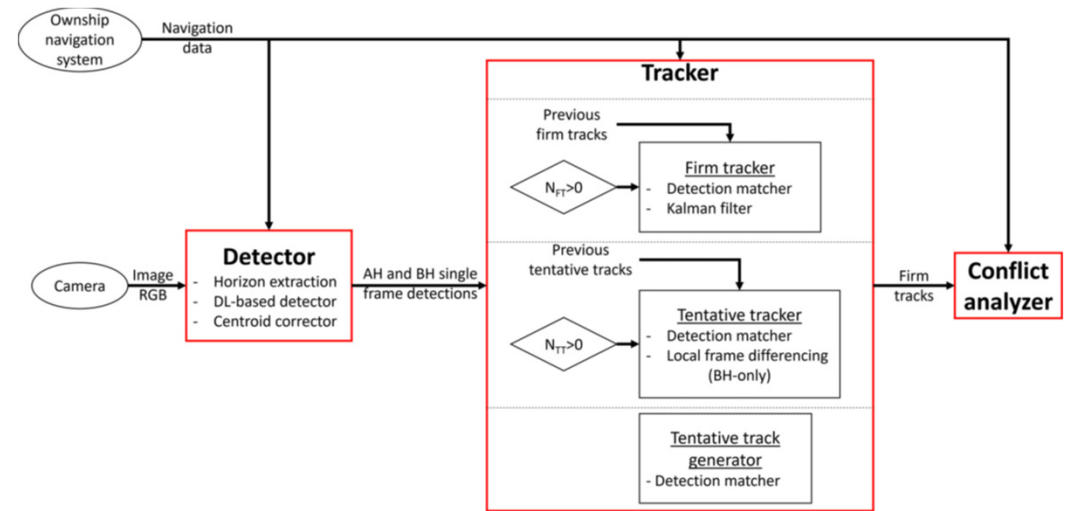 Ownship
navigation
system
Navigation
data
Tracker
Previous
firm tracks
N_FT>0
Firm tracker
- Detection matcher
- Kalman filter
Previous
tentative tracks
N_TT>0
Tentative tracker
- Detection matcher
- Local frame differencing
(BH-only)
Tentative track
generator
- Detection matcher
Camera
Image
RGB
Detector
- Horizon extraction
- DL-based detector
- Centroid corrector
AH and BH single
frame detections
Firm
tracks
Conflict
analyzer